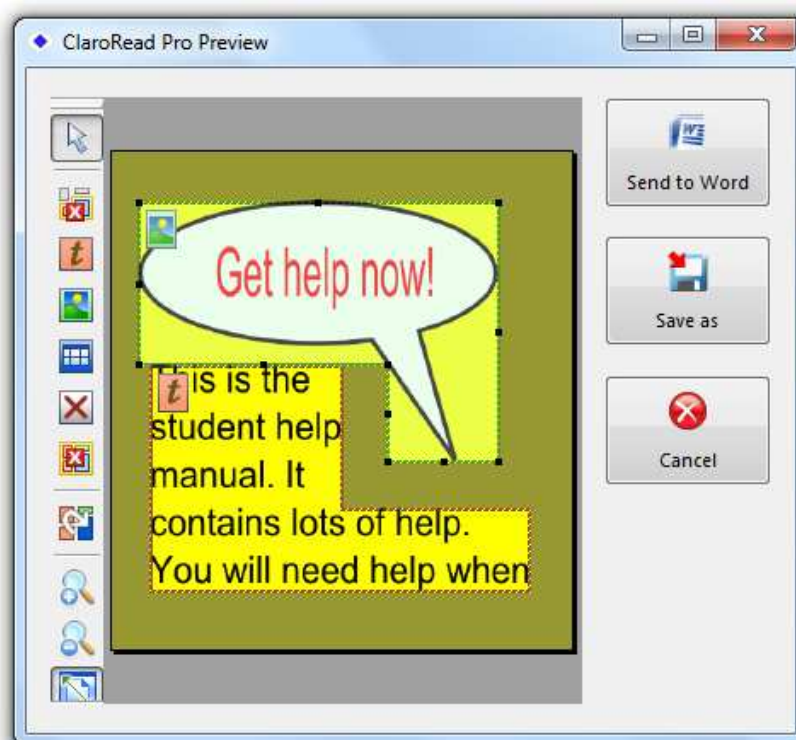 ClaroRead Pro Preview
Send to Word
Save as
Cancel
Get help now!
This is the
student help
manual. It
contains lots of help.
You will need help when